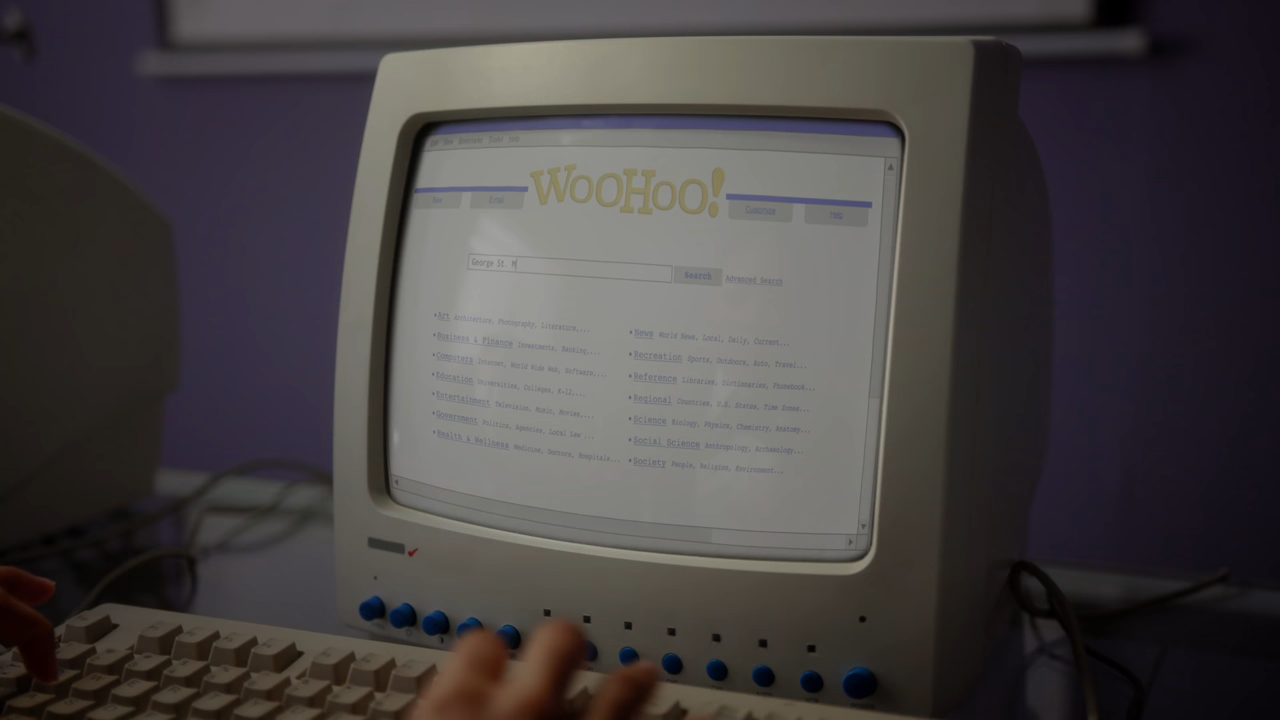 WOOHOO!
Customize Help
George St. M
Search Advanced Search
•Art Architecture, Photography, Literature,...
•Business & Finance Investments, Banking,...
•Computers Internet, World Wide Web, Software,...
•Education Universities, Colleges, K-12,...
•Entertainment Television, Music, Movies,...
•Government Politics, Agencies, Local Law ...
•Health & Wellness Medicine, Doctors, Hospitals...
•News World News, Local, Daily, Current...
•Recreation Sports, Outdoors, Auto, Travel...
•Reference Libraries, Dictionaries, Phonebook...
•Regional Countries, U.S. States, Time Zones...
•Science Biology, Physics, Chemistry, Anatomy...
•Social Science Anthropology, Archaeology...
•Society People, Religion, Environment...